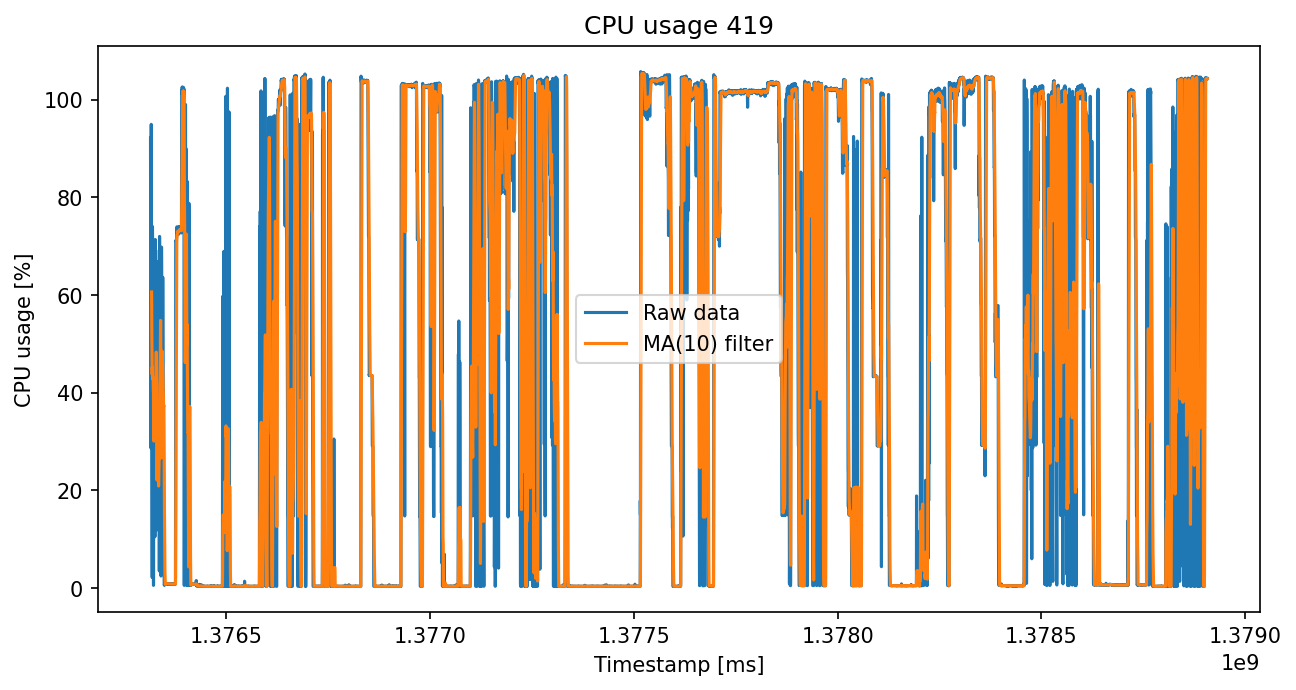 CPU usage 419
CPU usage [%]
100
80
60
40
20
0
Raw data
MA(10) filter
1.3765 1.3770 1.3775 1.3780 1.3785 1.3790
1e9
Timestamp [ms]